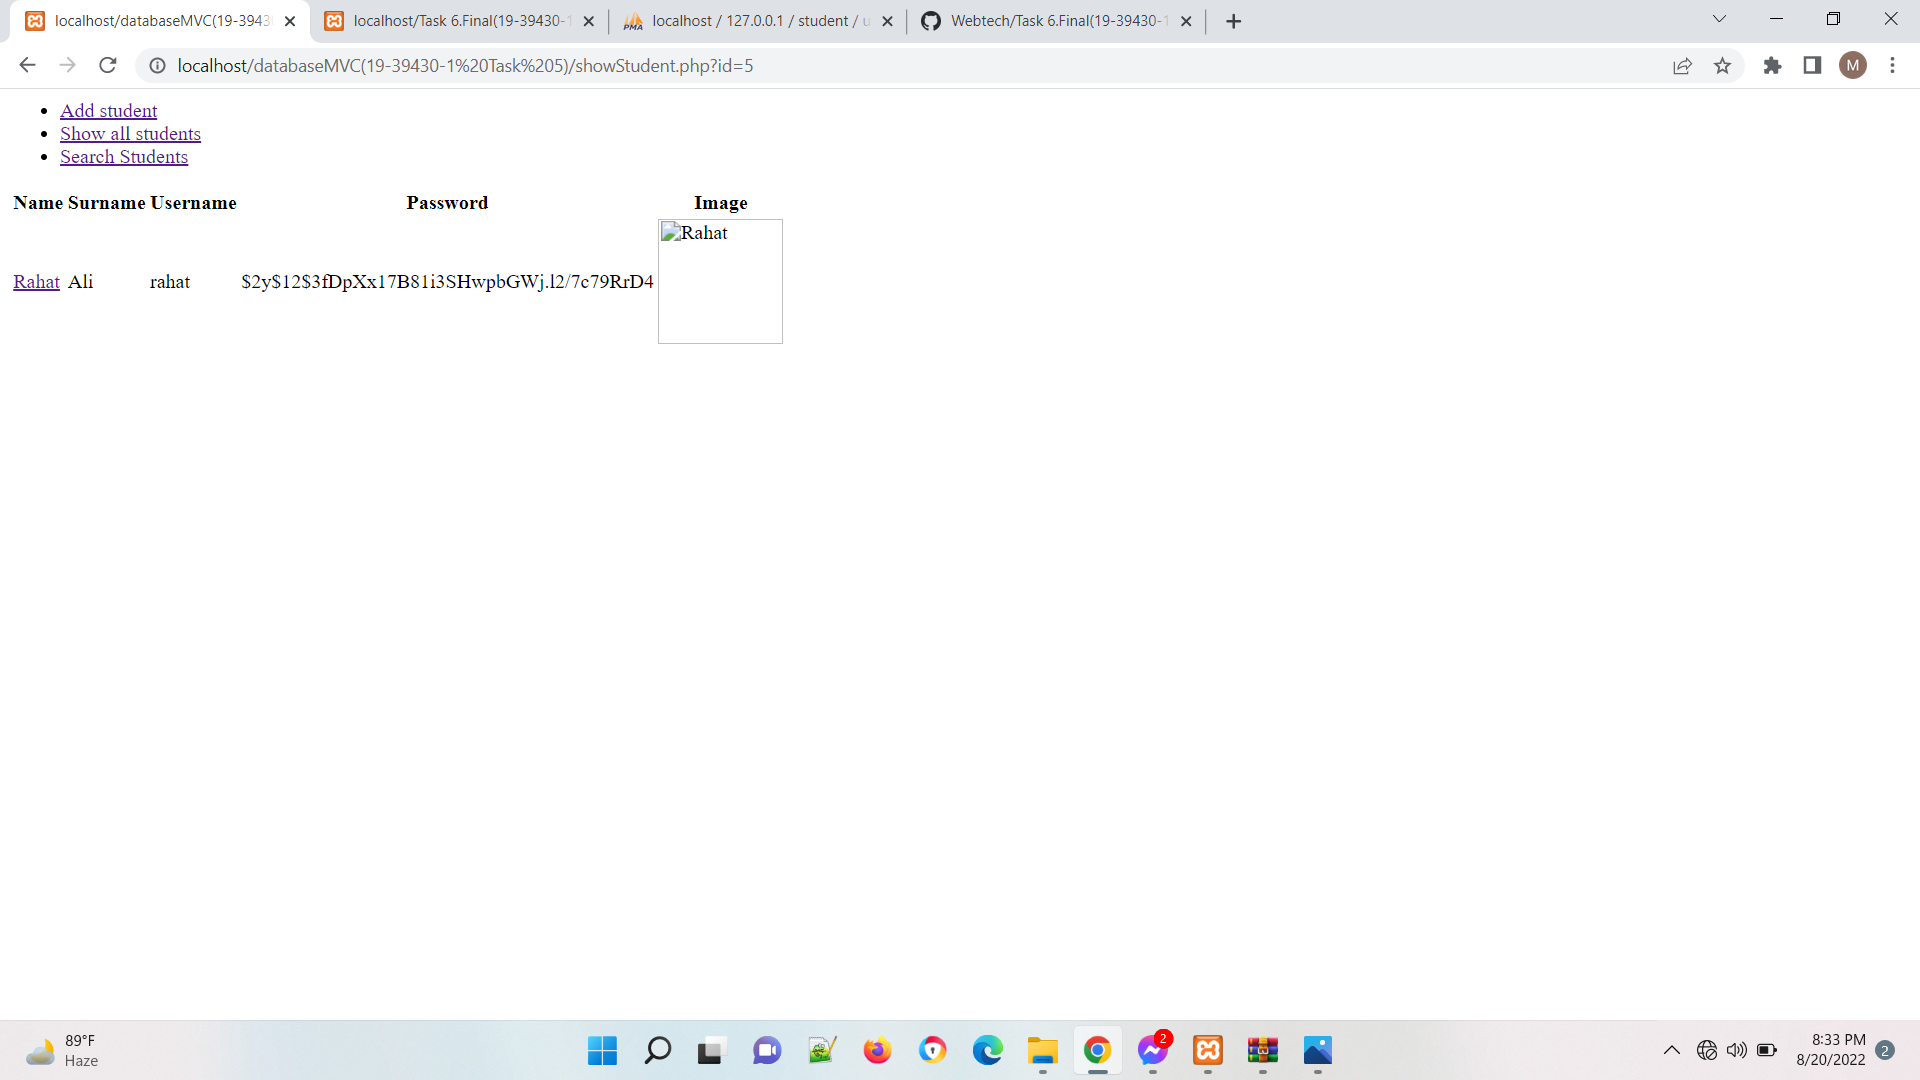 localhost/databaseMVC(19-3943
localhost/Task 6.Final(19-39430-1
localhost / 127.0.0.1 / student / u
Webtech/Task 6.Final(19-39430-1
localhost/databaseMVC(19-39430-1%20Task%205)/showStudent.php?id=5
M
Add student
Show all students
Search Students
Name Surname Username Password Image
Rahat
Rahat Ali rahat $2y$12$3fDpXx17B81i3SHwpbGWj.l2/7c79RrD4
89°F
Haze
2
8:33 PM
8/20/2022
2